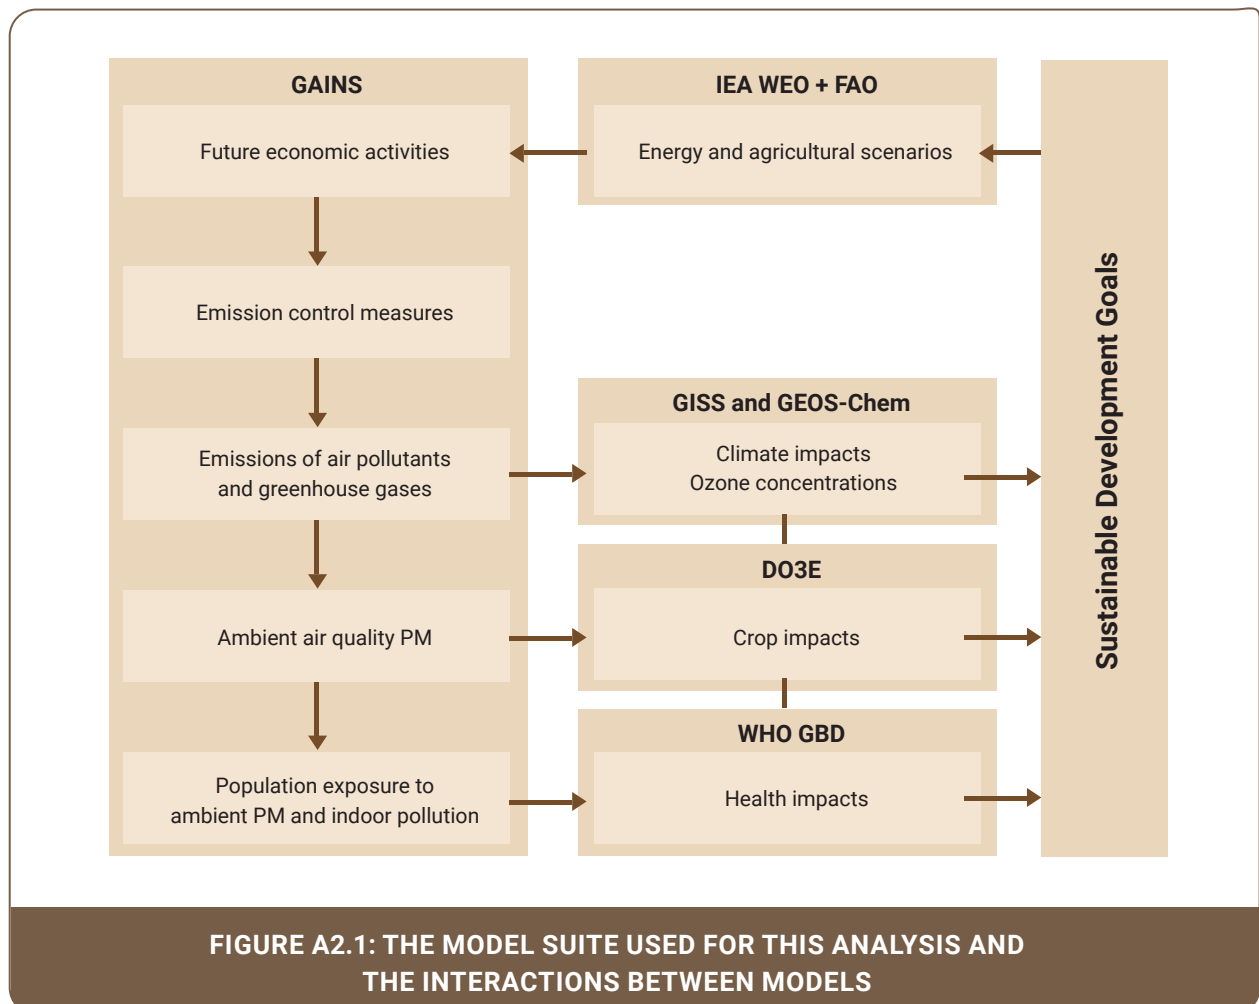 GAINS
Future economic activities
Emission control measures
Emissions of air pollutants
and greenhouse gases
Ambient air quality PM
Population exposure to
ambient PM and indoor pollution
IEA WEO + FAO
Energy and agricultural scenarios
GISS and GEOS-Chem
Climate impacts
Ozone concentrations
DO3E
Crop impacts
WHO GBD
Health impacts
Sustainable Development Goals
FIGURE A2.1: THE MODEL SUITE USED FOR THIS ANALYSIS AND
THE INTERACTIONS BETWEEN MODELS